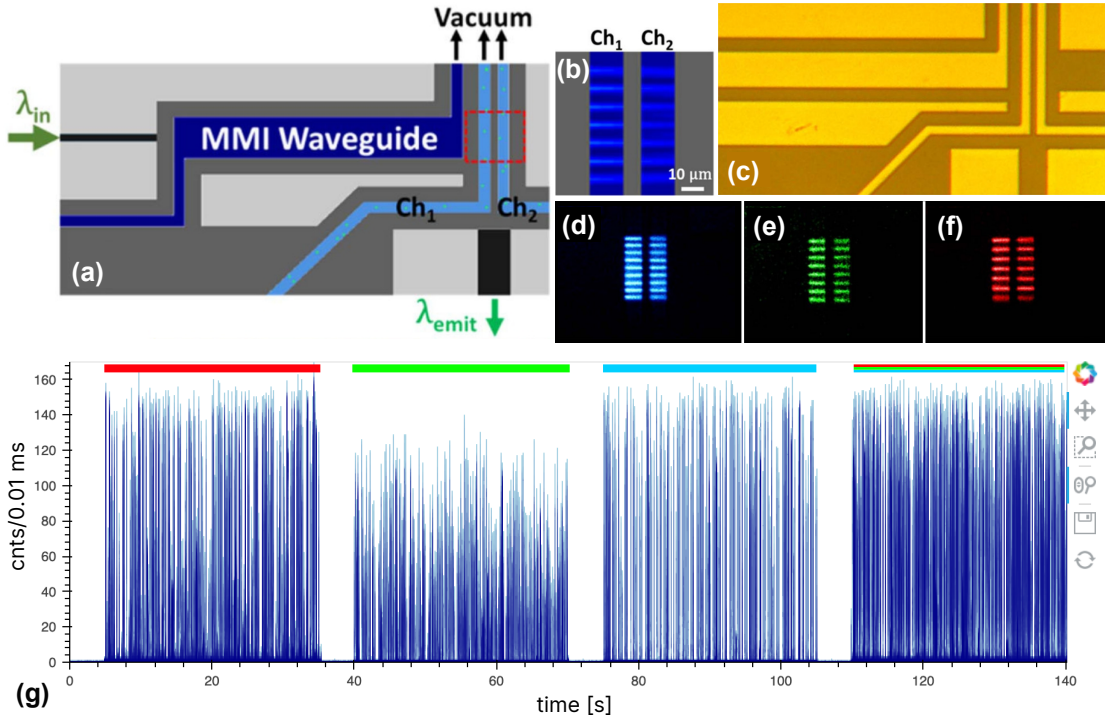 Vacuum
λin
MMI Waveguide
Ch1
Ch2
(a)
λemit
Ch1 Ch2
(b)
10 μm
(c)
(d)
(e)
(f)
cnts/0.01 ms
160
140
120
100
80
60
40
20
0
0 20 40 60 80 100 120 140
time [s]
(g)